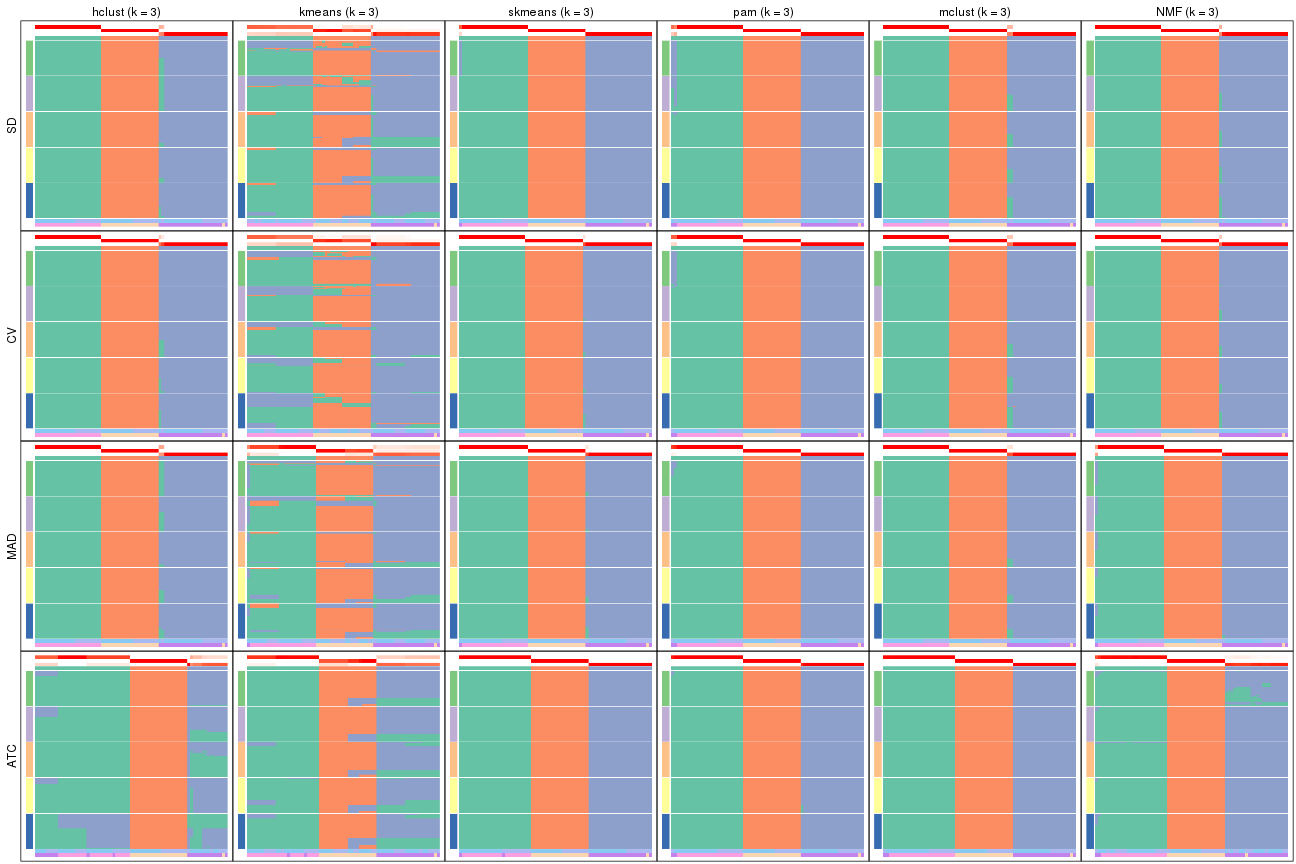 hclust (k = 3)
kmeans (k = 3)
skmeans (k = 3)
pam (k = 3)
mclust (k = 3)
NMF (k = 3)
SD
CV
MAD
ATC